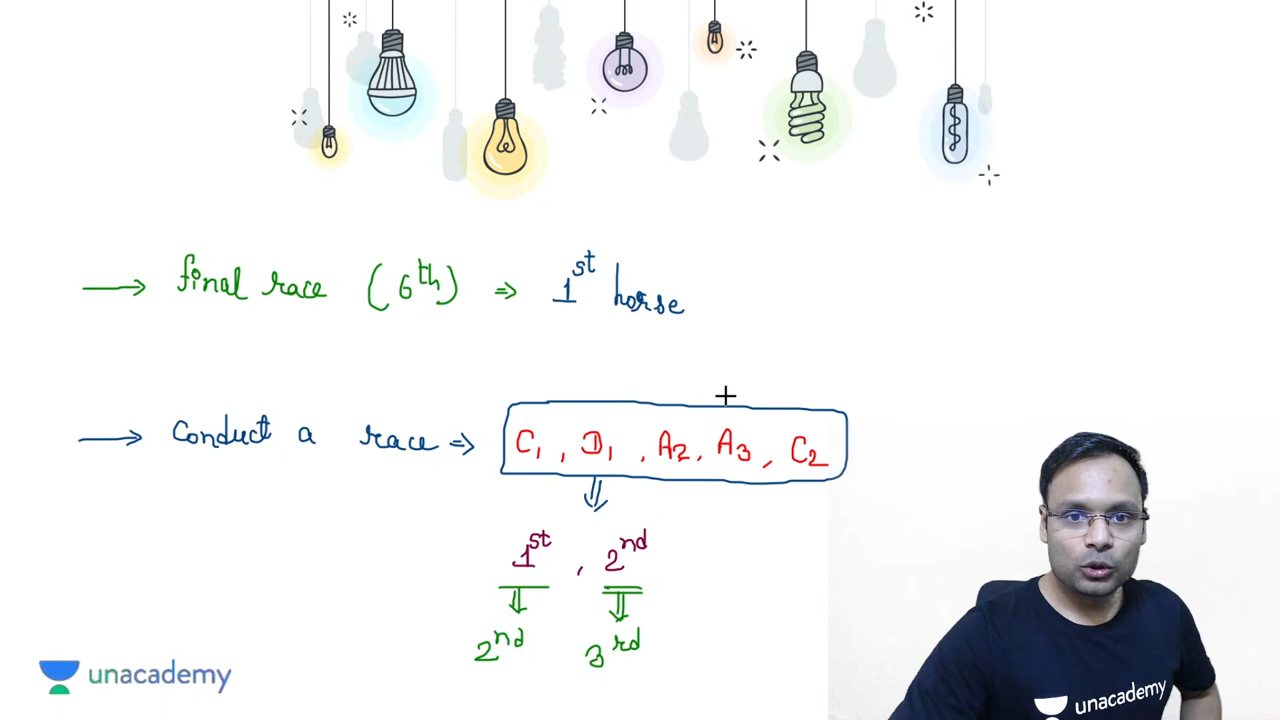 → final race (6th) ⇒ 1st horse
→ Conduct a race ⇒ C1, D1, A2, A3, C2
1st, 2nd
2nd 3rd
unacademy
unacademy